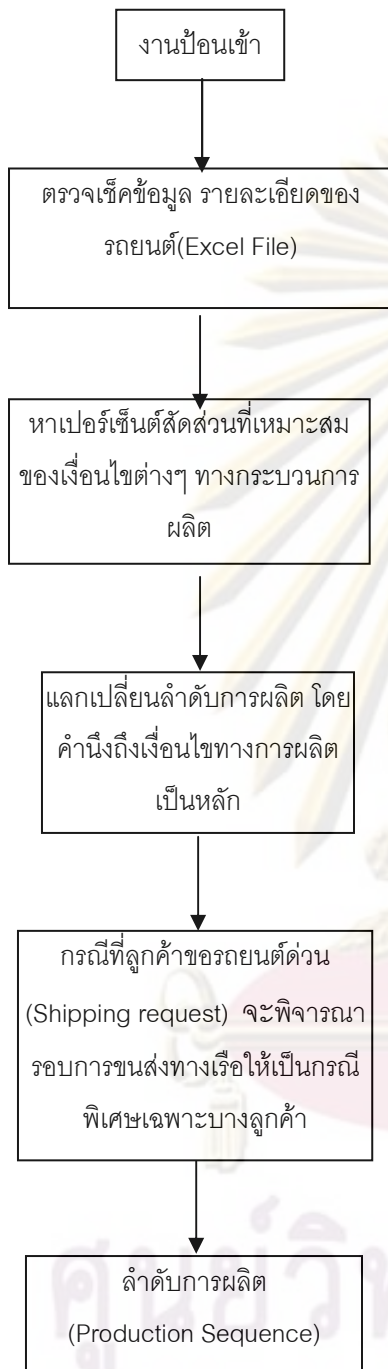 งานป้อนเข้า
ตรวจเช็คข้อมูล รายละเอียดของ
รถยนต์(Excel File)
หาเปอร์เซ็นต์สัดส่วนที่เหมาะสม
ของเงื่อนไขต่างๆ ทางกระบวนการ
ผลิต
แลกเปลี่ยนลำดับการผลิต โดย
คำนึงถึงเงื่อนไขทางการผลิต
เป็นหลัก
กรณีที่ลูกค้าขอรถยนต์ด่วน
(Shipping request) จะพิจารณา
รอบการขนส่งทางเรือให้เป็นกรณี
พิเศษเฉพาะบางลูกค้า
ลำดับการผลิต
(Production Sequence)